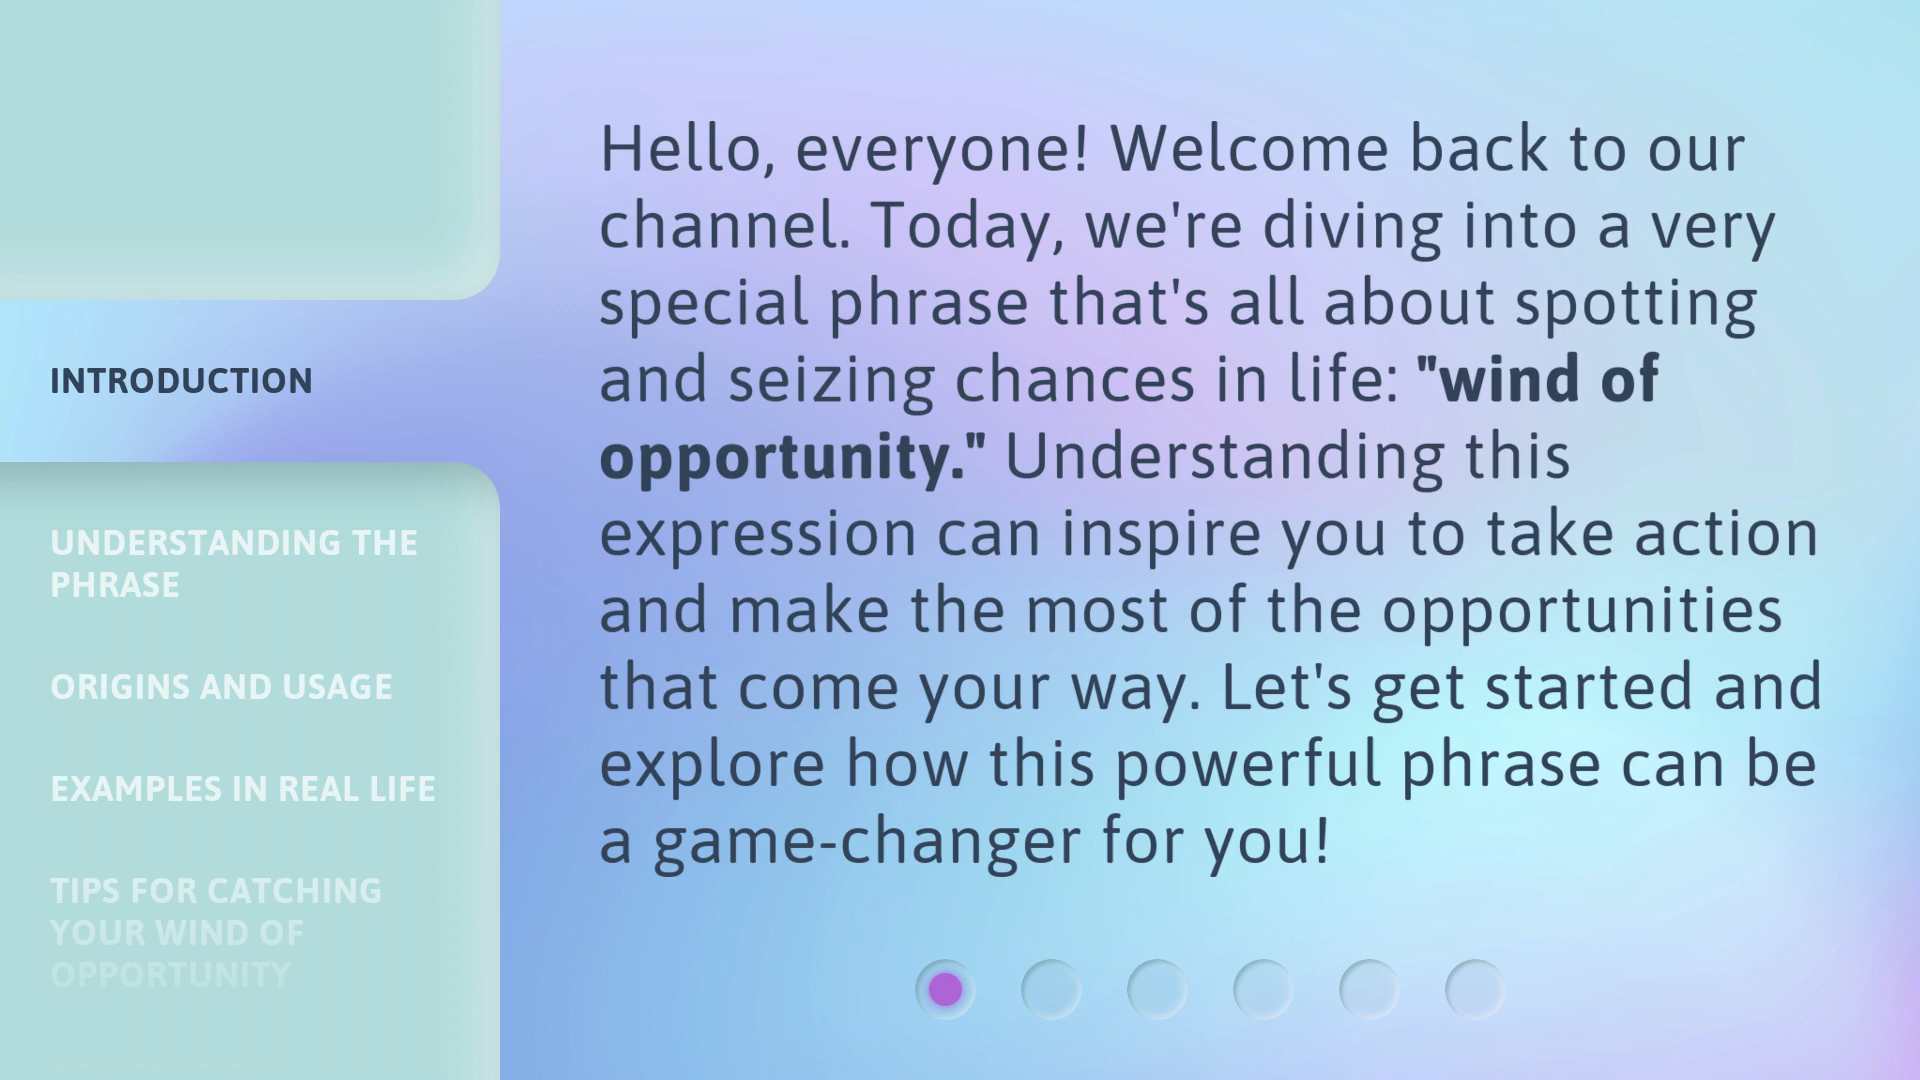 INTRODUCTION
UNDERSTANDING THE
PHRASE
ORIGINS AND USAGE
EXAMPLES IN REAL LIFE
TIPS FOR CATCHING
YOUR WIND OF
OPPORTUNITY
Hello, everyone! Welcome back to our
channel. Today, we're diving into a very
special phrase that's all about spotting
and seizing chances in life: "wind of
opportunity." Understanding this
expression can inspire you to take action
and make the most of the opportunities
that come your way. Let's get started and
explore how this powerful phrase can be
a game-changer for you!